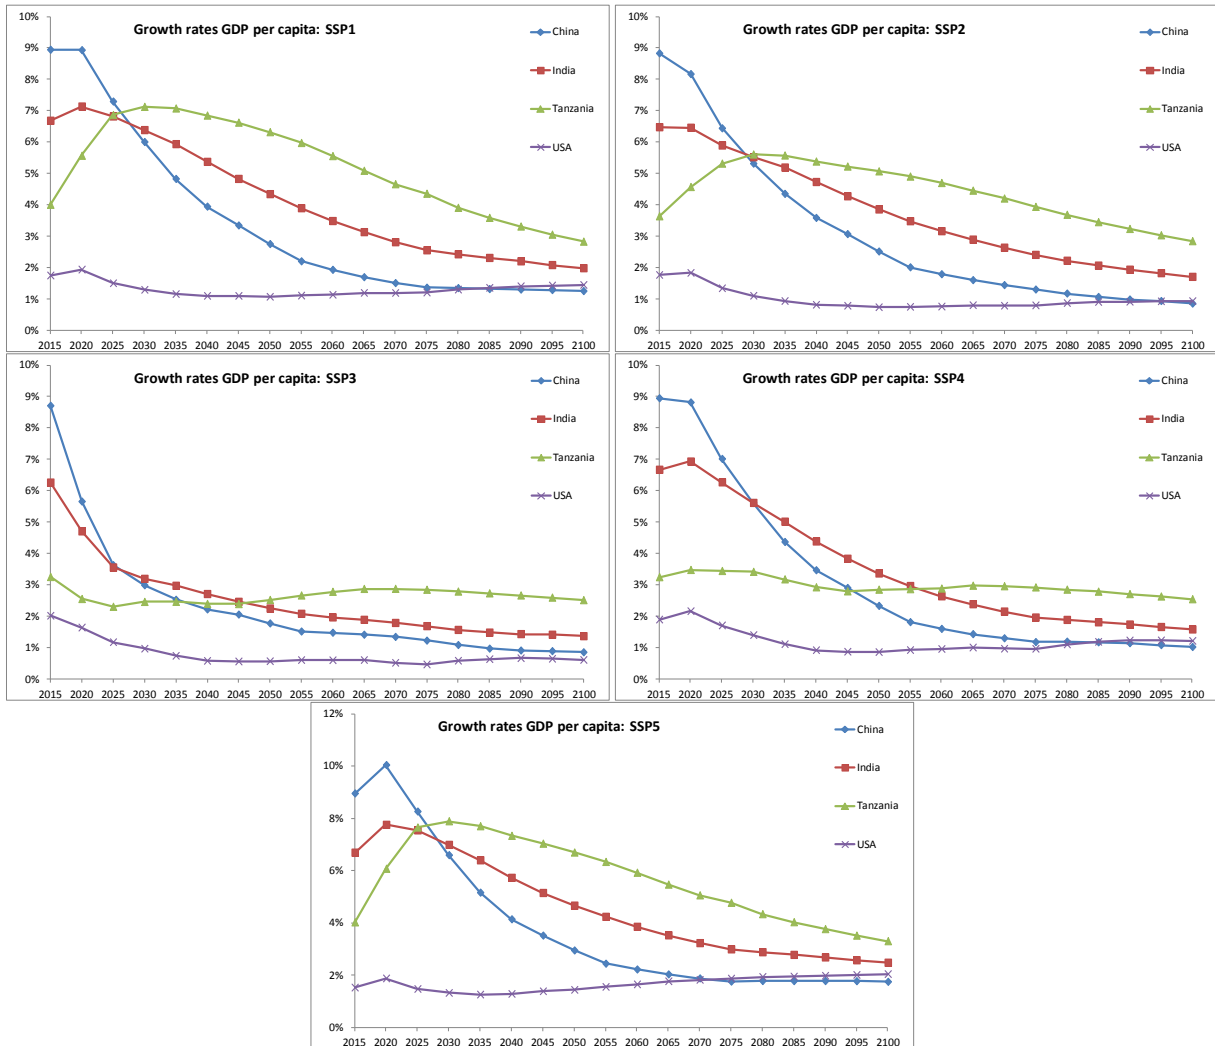 Growth rates GDP per capita: SSP1
10%
9%
8%
7%
6%
5%
4%
3%
2%
1%
0%
2015 2020 2025 2030 2035 2040 2045 2050 2055 2060 2065 2070 2075 2080 2085 2090 2095 2100
China
India
Tanzania
USA
Growth rates GDP per capita: SSP2
10%
9%
8%
7%
6%
5%
4%
3%
2%
1%
0%
2015 2020 2025 2030 2035 2040 2045 2050 2055 2060 2065 2070 2075 2080 2085 2090 2095 2100
China
India
Tanzania
USA
Growth rates GDP per capita: SSP3
10%
9%
8%
7%
6%
5%
4%
3%
2%
1%
0%
2015 2020 2025 2030 2035 2040 2045 2050 2055 2060 2065 2070 2075 2080 2085 2090 2095 2100
China
India
Tanzania
USA
Growth rates GDP per capita: SSP4
10%
9%
8%
7%
6%
5%
4%
3%
2%
1%
0%
2015 2020 2025 2030 2035 2040 2045 2050 2055 2060 2065 2070 2075 2080 2085 2090 2095 2100
China
India
Tanzania
USA
Growth rates GDP per capita: SSP5
12%
10%
8%
6%
4%
2%
0%
2015 2020 2025 2030 2035 2040 2045 2050 2055 2060 2065 2070 2075 2080 2085 2090 2095 2100
China
India
Tanzania
USA